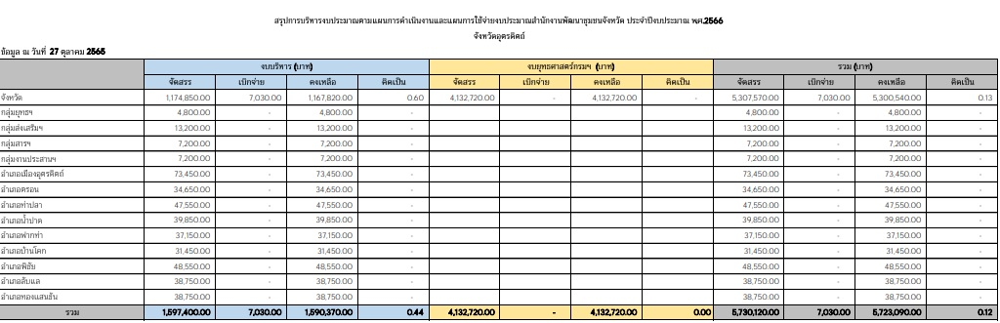 สรุปการบริหารงบประมาณตามแผนการดำเนินงานและแผนการใช้จ่ายงบประมาณสำนักงานพัฒนาชุมชนจังหวัด ประจำปีงบประมาณ พ.ศ.2566
จังหวัดอุตรดิตถ์
ข้อมูล ณ วันที่ 27 ตุลาคม 2565
งบบริหาร (บาท) งบยุทธศาสตร์กรมฯ (บาท) รวม (บาท)
จัดสรร เบิกจ่าย คงเหลือ คิดเป็น จัดสรร เบิกจ่าย คงเหลือ คิดเป็น จัดสรร เบิกจ่าย คงเหลือ คิดเป็น
จังหวัด 1,174,850.00 7,030.00 1,167,820.00 0.60 4,132,720.00 - 4,132,720.00 - 5,307,570.00 7,030.00 5,300,540.00 0.13
กลุ่มยุทธฯ 4,800.00 - 4,800.00 - 4,800.00 - 4,800.00 -
กลุ่มส่งเสริมฯ 13,200.00 - 13,200.00 - 13,200.00 - 13,200.00 -
กลุ่มสารฯ 7,200.00 - 7,200.00 - 7,200.00 - 7,200.00 -
กลุ่มงานประสานฯ 7,200.00 - 7,200.00 - 7,200.00 - 7,200.00 -
อำเภอเมืองอุตรดิตถ์ 73,450.00 - 73,450.00 - 73,450.00 - 73,450.00 -
อำเภอตรอน 34,650.00 - 34,650.00 - 34,650.00 - 34,650.00 -
อำเภอท่าปลา 47,550.00 - 47,550.00 - 47,550.00 - 47,550.00 -
อำเภอน้ำปาด 39,850.00 - 39,850.00 - 39,850.00 - 39,850.00 -
อำเภอฟากท่า 37,150.00 - 37,150.00 - 37,150.00 - 37,150.00 -
อำเภอบ้านโคก 31,450.00 - 31,450.00 - 31,450.00 - 31,450.00 -
อำเภอพิชัย 48,550.00 - 48,550.00 - 48,550.00 - 48,550.00 -
อำเภอลับแล 38,750.00 - 38,750.00 - 38,750.00 - 38,750.00 -
อำเภอทองแสนขัน 38,750.00 - 38,750.00 - 38,750.00 - 38,750.00 -
รวม 1,597,400.00 7,030.00 1,590,370.00 0.44 4,132,720.00 - 4,132,720.00 0.00 5,730,120.00 7,030.00 5,723,090.00 0.12